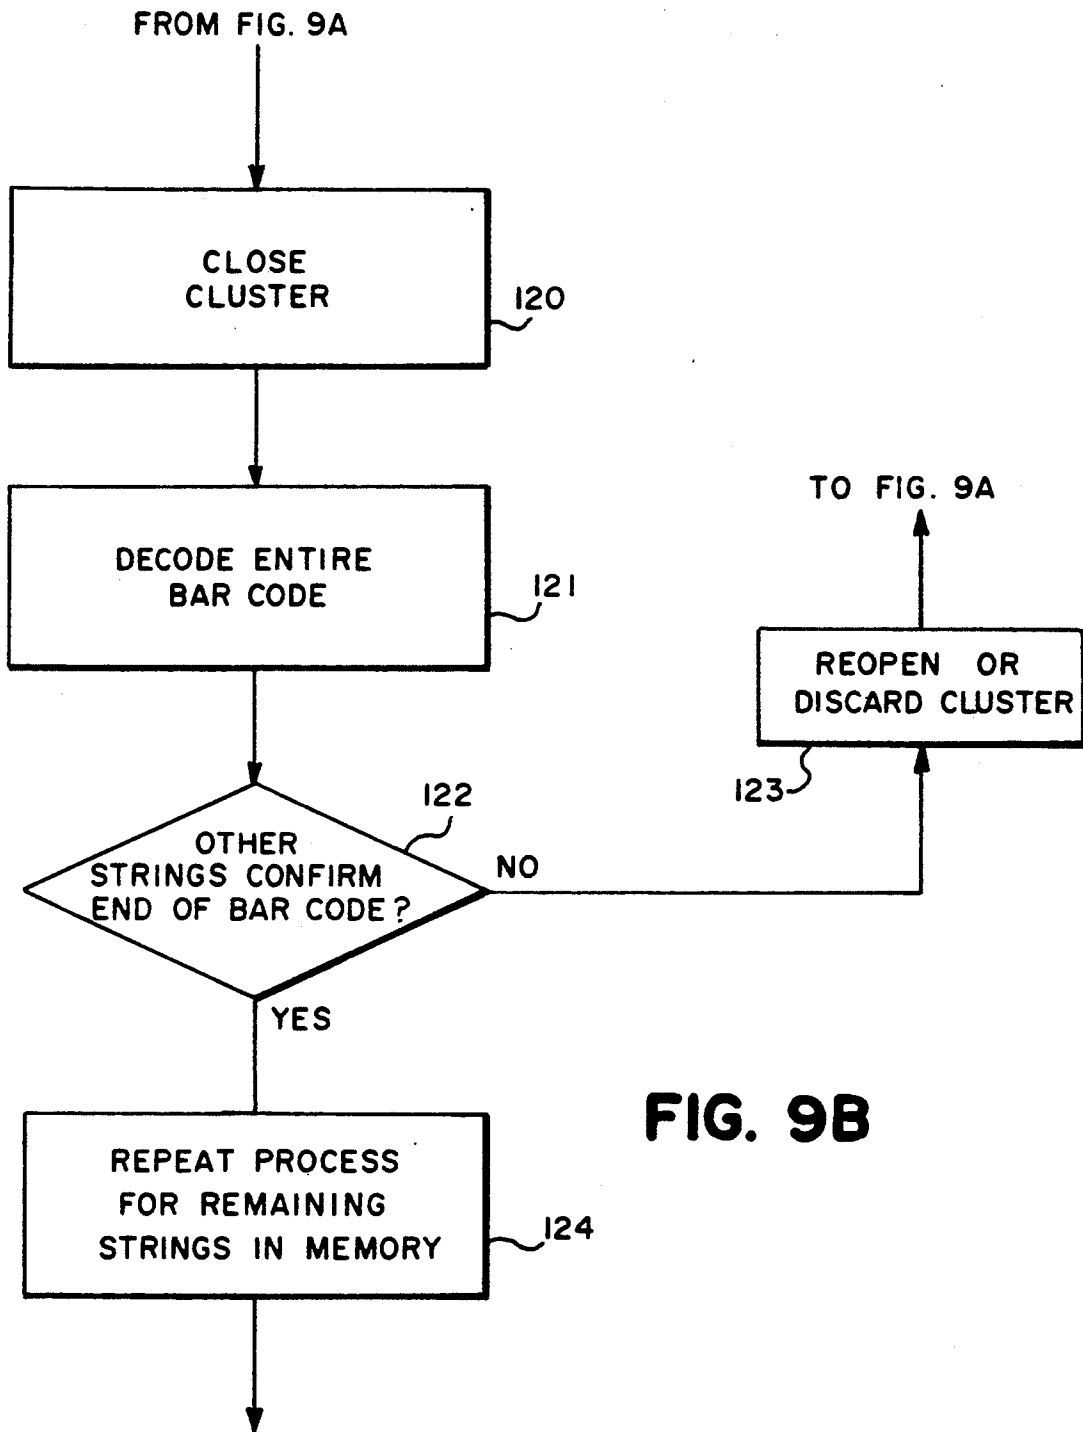 FROM FIG. 9A
CLOSE
CLUSTER
120
DECODE ENTIRE
BAR CODE
121
TO FIG. 9A
REOPEN OR
DISCARD CLUSTER
123
122
OTHER
STRINGS CONFIRM
END OF BAR CODE?
NO
YES
REPEAT PROCESS
FOR REMAINING
STRINGS IN MEMORY
124
FIG. 9B